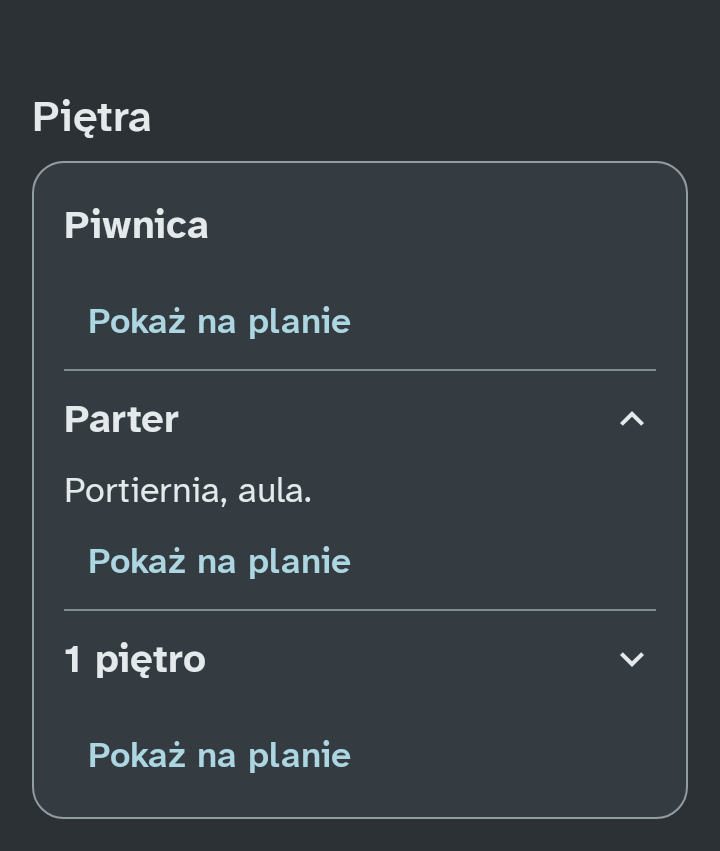 Piętra
Piwnica
Pokaż na planie
Parter
Portiernia, aula.
Pokaż na planie
1 piętro
Pokaż na planie